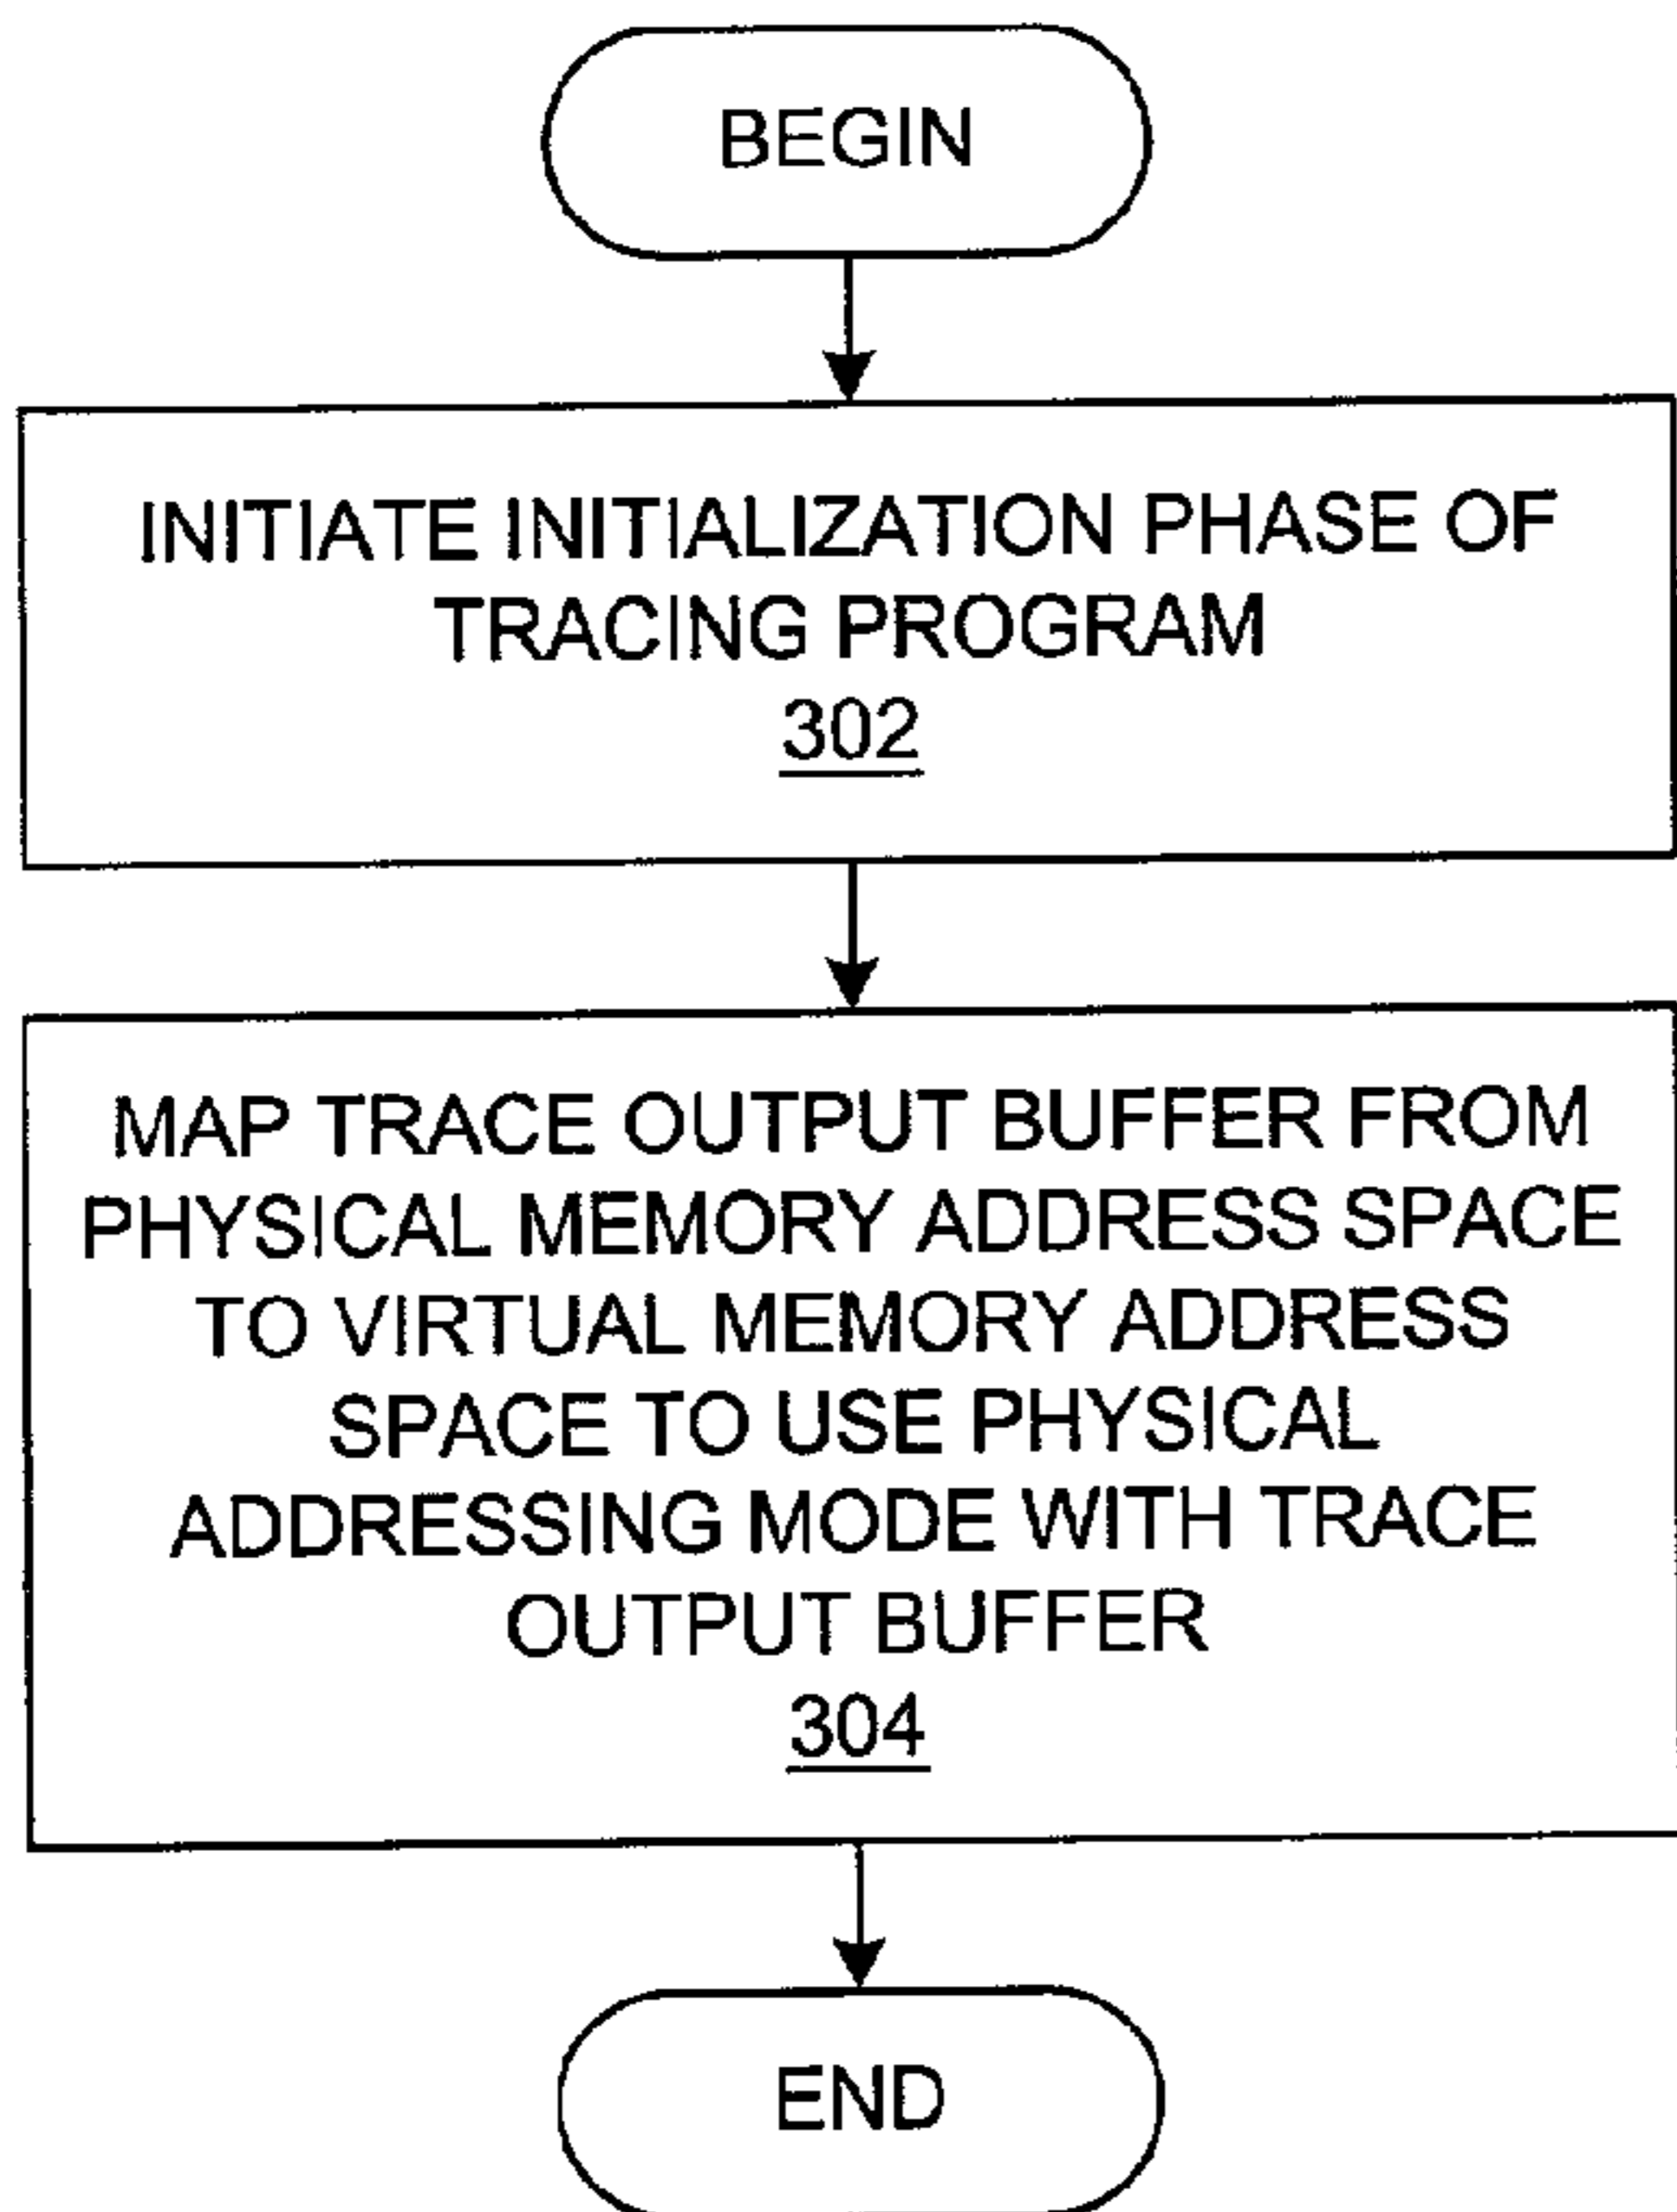 BEGIN
INITIATE INITIALIZATION PHASE OF
TRACING PROGRAM
302
MAP TRACE OUTPUT BUFFER FROM
PHYSICAL MEMORY ADDRESS SPACE
TO VIRTUAL MEMORY ADDRESS
SPACE TO USE PHYSICAL
ADDRESSING MODE WITH TRACE
OUTPUT BUFFER
304
END